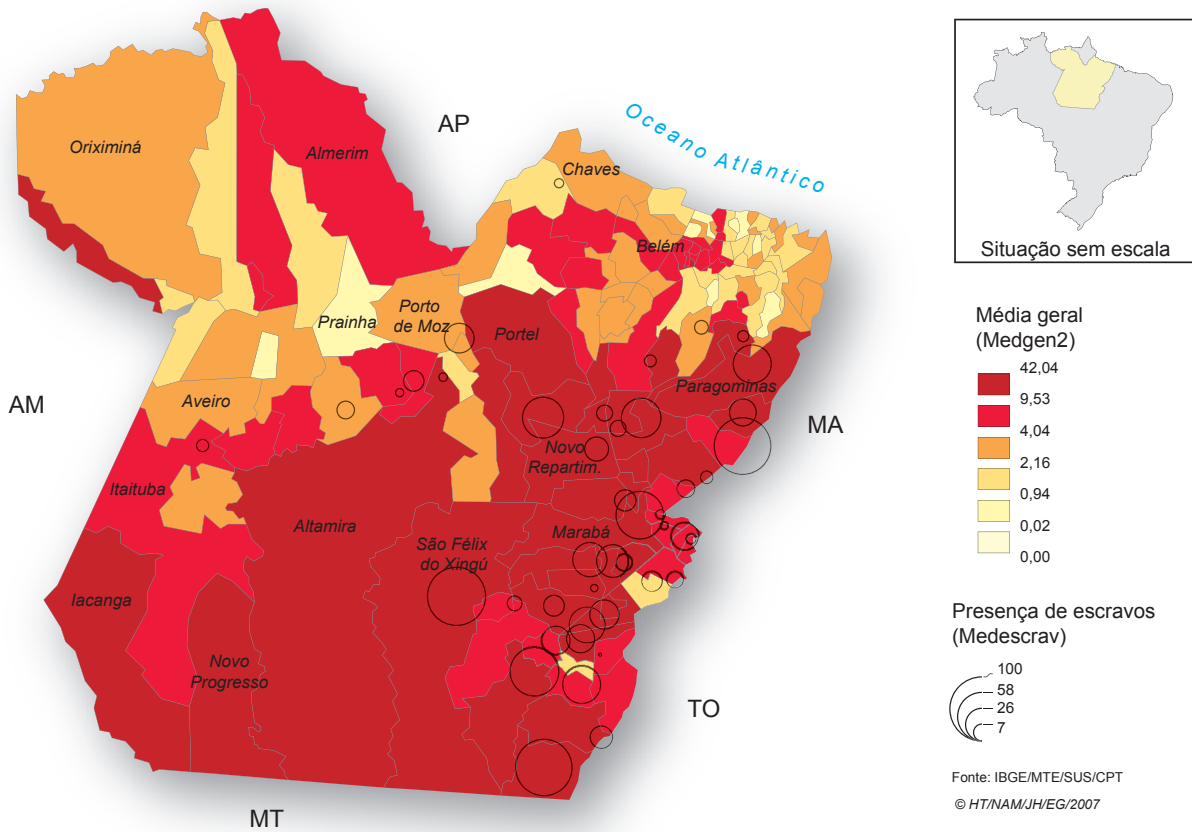 AP
Oceano Atlântico
Oriximiná
Almerim
Chaves
Belém
Prainha
Porto
de Moz
Portel
Paragominas
AM
Aveiro
MA
Novo
Repartim.
Itaituba
Altamira
São Félix
do Xingú
Marabá
Iacanga
Novo
Progresso
TO
MT
Situação sem escala
Média geral
(Medgen2)
42,04
9,53
4,04
2,16
0,94
0,02
0,00
Presença de escravos
(Medescrav)
100
58
26
7
Fonte: IBGE/MTE/SUS/CPT
© HT/NAM/JH/EG/2007